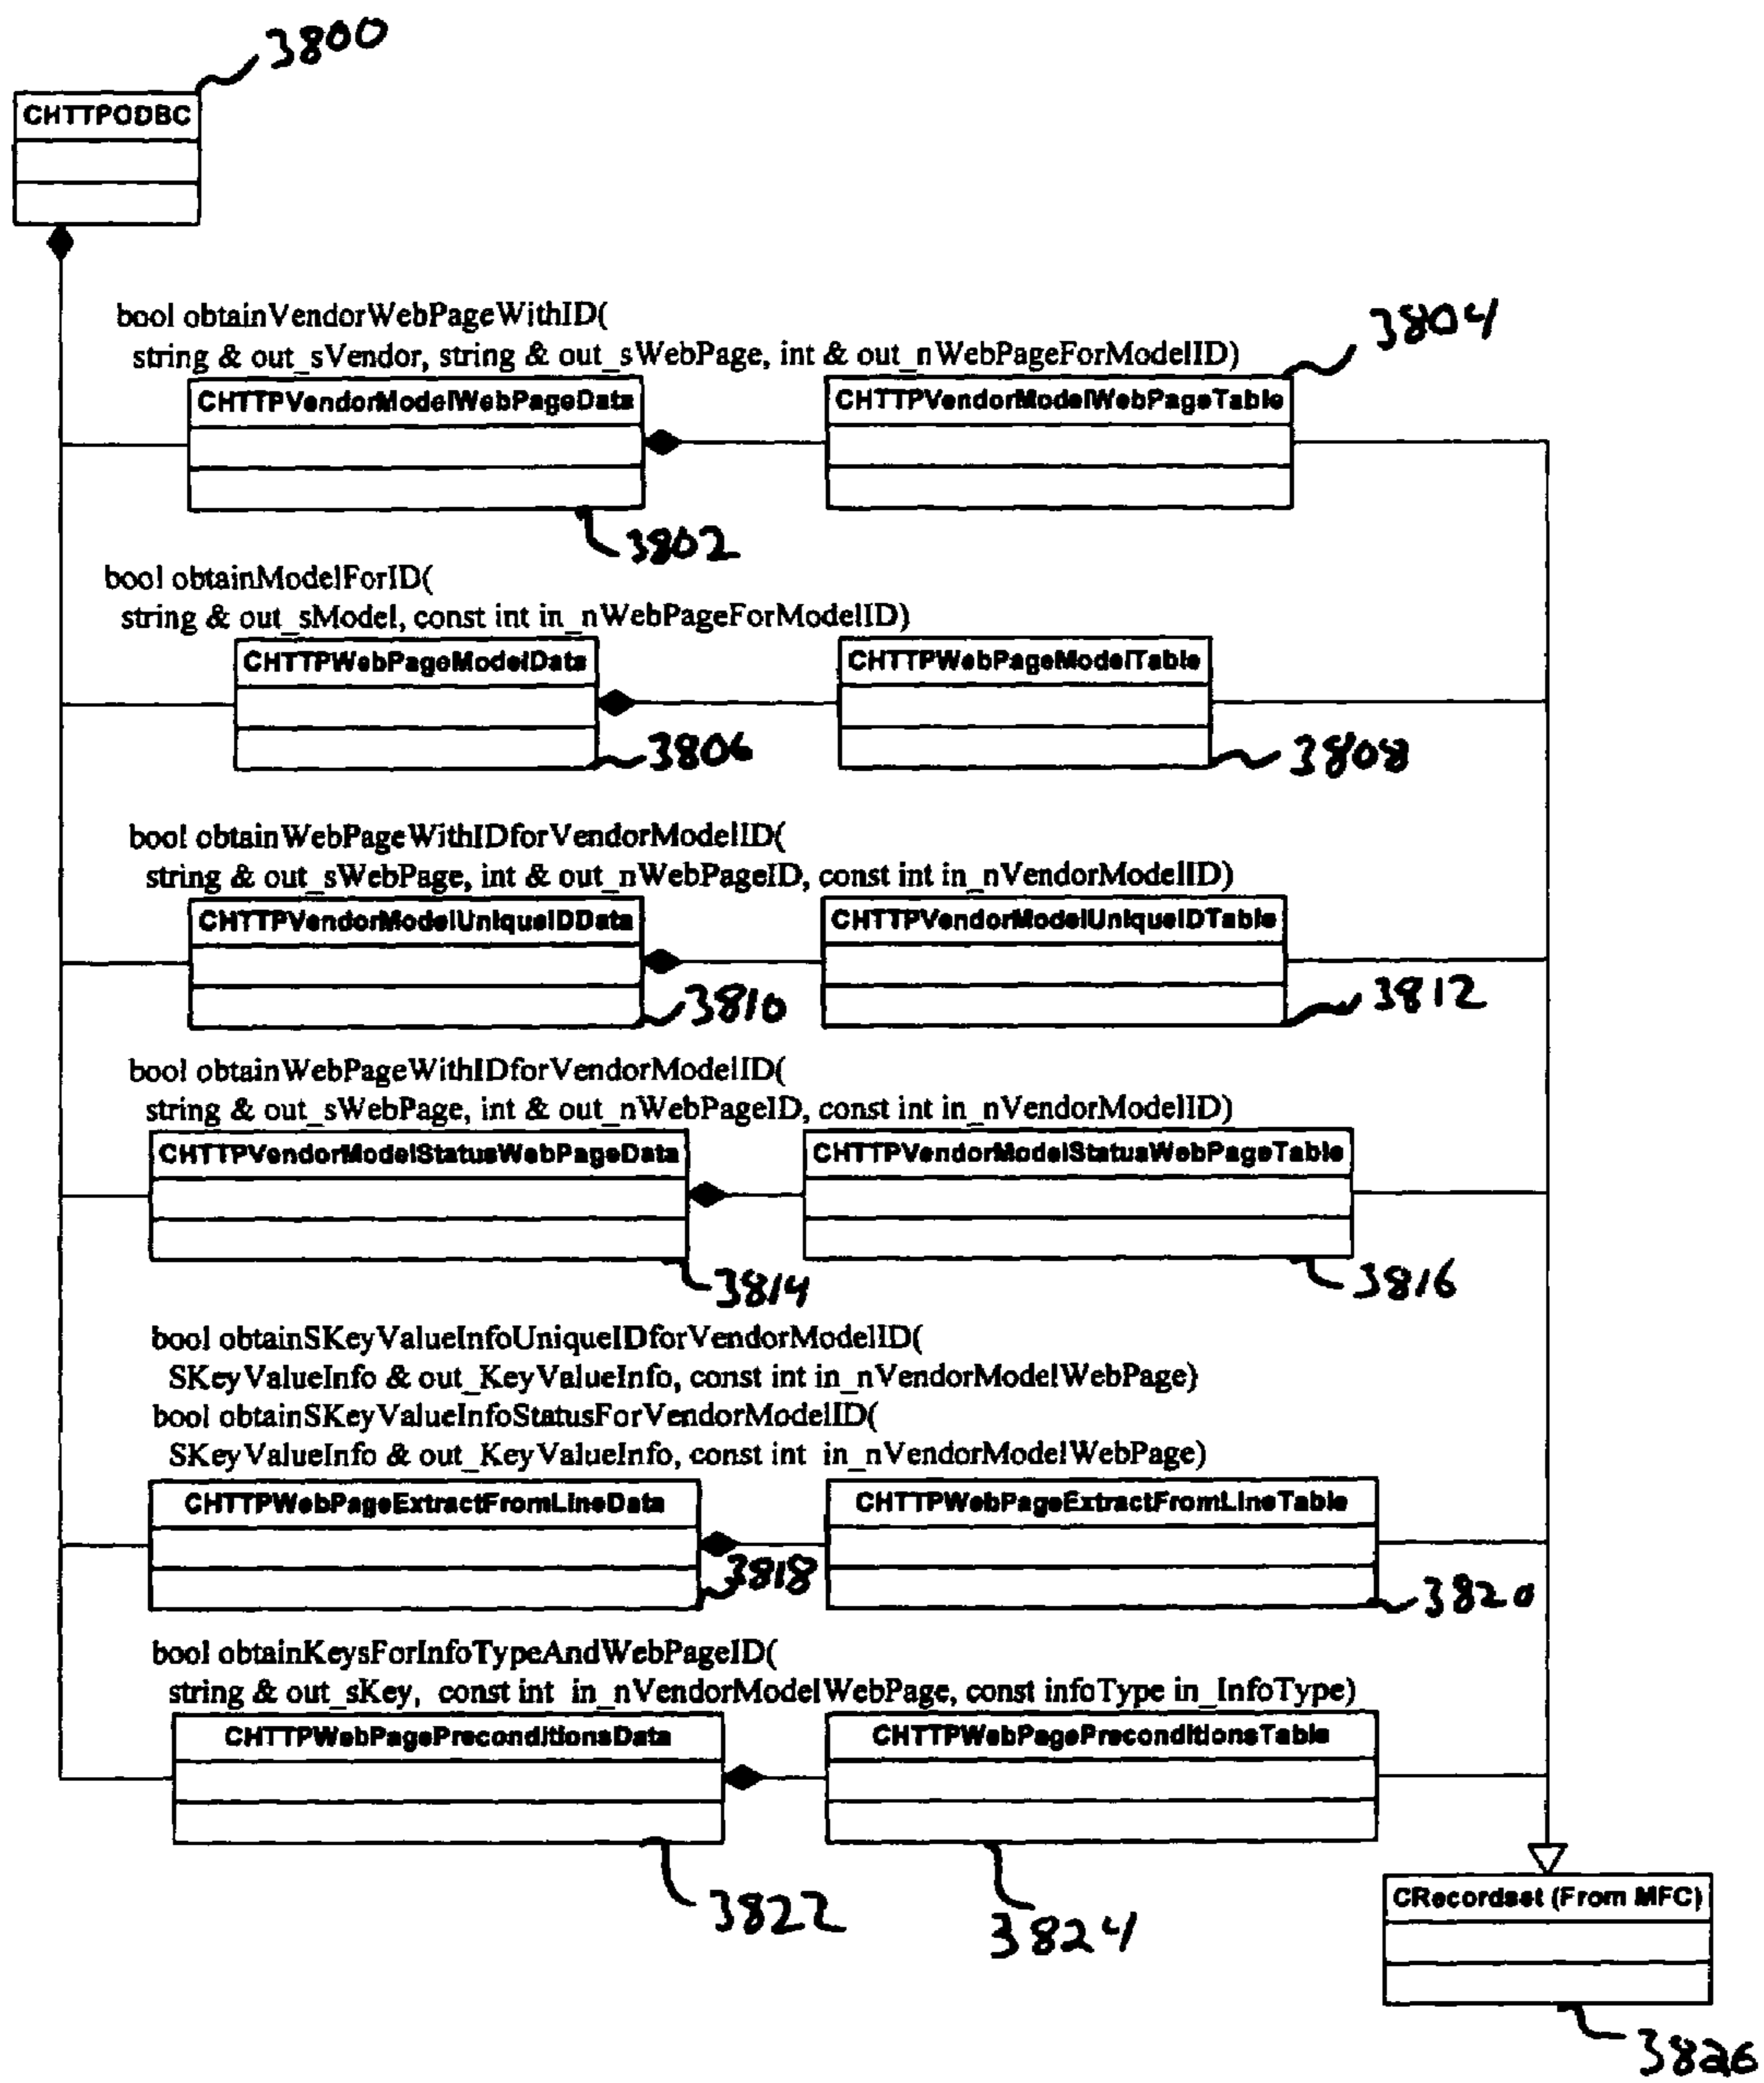 3800
CHTTPODBC
bool obtainVendorWebPageWithID(
string & out_sVendor, string & out_sWebPage, int & out_nWebPageForModelID)
3804
CHTTPVendorModelWebPageData
CHTTPVendorModelWebPageTable
3802
bool obtainModelForID(
string & out_sModel, const int in_nWebPageForModelID)
CHTTPWebPageModelData
CHTTPWebPageModelTable
3806
3808
bool obtainWebPageWithIDforVendorModelID(
string & out_sWebPage, int & out_nWebPageID, const int in_nVendorModelID)
CHTTPVendorModelUniqueIDData
CHTTPVendorModelUniqueIDTable
3810
3812
bool obtainWebPageWithIDforVendorModelID(
string & out_sWebPage, int & out_nWebPageID, const int in_nVendorModelID)
CHTTPVendorModelStatusWebPageData
CHTTPVendorModelStatusWebPageTable
3814
3816
bool obtainSKeyValueInfoUniqueIDforVendorModelID(
SKeyValueInfo & out_KeyValueInfo, const int in_nVendorModelWebPage)
bool obtainSKeyValueInfoStatusForVendorModelID(
SKeyValueInfo & out_KeyValueInfo, const int in_nVendorModelWebPage)
CHTTPWebPageExtractFromLineData
CHTTPWebPageExtractFromLineTable
3818
3820
bool obtainKeysForInfoTypeAndWebPageID(
string & out_sKey, const int in_nVendorModelWebPage, const infoType in_InfoType)
CHTTPWebPagePreconditionsData
CHTTPWebPagePreconditionsTable
3822
3824
CRecordset (From MFC)
3826